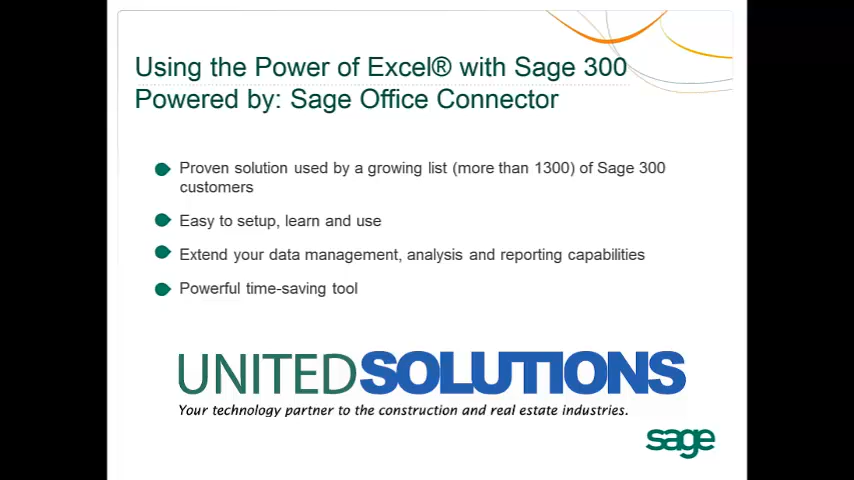 Using the Power of Excel® with Sage 300
Powered by: Sage Office Connector
Proven solution used by a growing list (more than 1300) of Sage 300
customers
Easy to setup, learn and use
Extend your data management, analysis and reporting capabilities
Powerful time-saving tool
UNITEDSOLUTIONS
Your technology partner to the construction and real estate industries.
sage